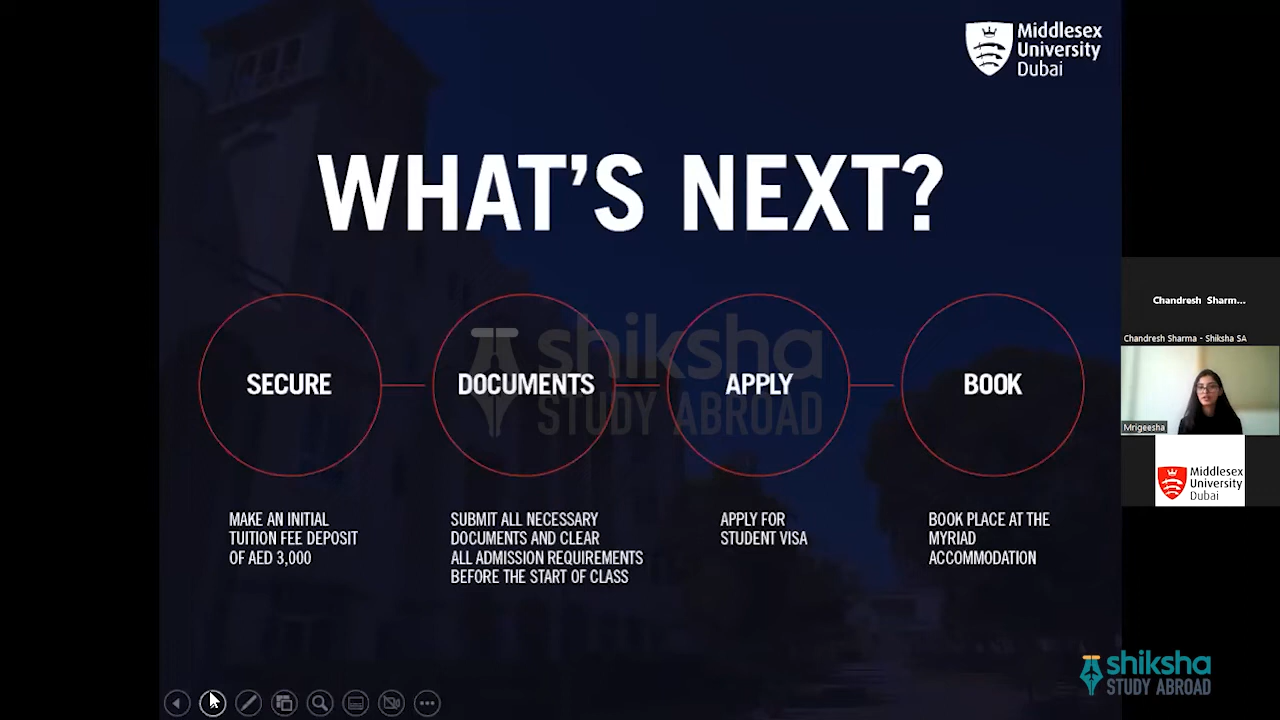 Middlesex
University
Dubai
WHAT'S NEXT?
SECURE
DOCUMENTS
APPLY
BOOK
MAKE AN INITIAL
TUITION FEE DEPOSIT
OF AED 3,000
SUBMIT ALL NECESSARY
DOCUMENTS AND CLEAR
ALL ADMISSION REQUIREMENTS
BEFORE THE START OF CLASS
APPLY FOR
STUDENT VISA
BOOK PLACE AT THE
MYRIAD
ACCOMMODATION
shiksha
STUDY ABROAD
Chandresh Sharm...
Chandresh Sharma - Shiksha SA
Mrigeesha
Middlesex
University
Dubai
shiksha
STUDY ABROAD